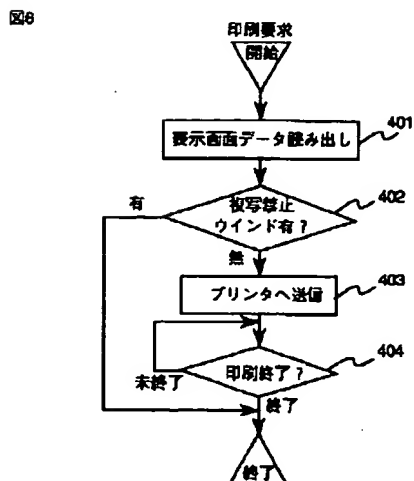 図6
印刷要求
開給
401
表示画面データ読み出し
402
有
複写禁止
ウインド有?
無
403
プリンタへ送信
404
印刷終了?
未終了
終了
終了